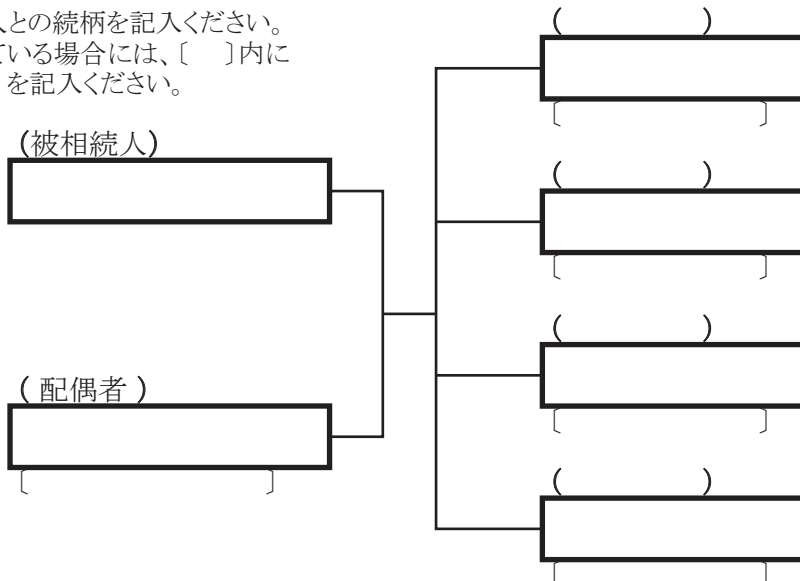 人との続柄を記入ください。
ている場合には、〔　〕内に
を記入ください。
(　　　)
〔　　　〕
(被相続人)
(　　　)
〔　　　〕
(　　　)
〔　　　〕
(配偶者)
〔　　　〕
(　　　)
〔　　　〕